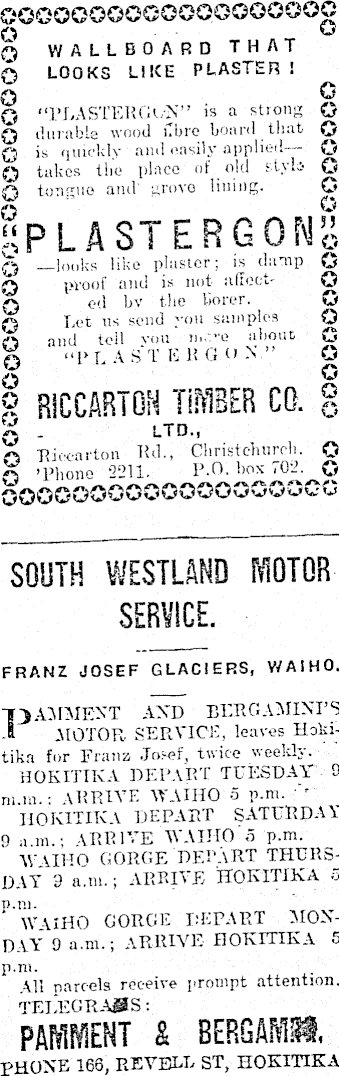 WALLBOARD THAT
LOOKS LIKE PLASTER!
"PLASTERGON" is a strong
durable wood fibre board that
is quickly and easily applied—
takes the place of old style
tongue and grove lining.
"PLASTERGON"
—looks like plaster; is damp
proof and is not affect-
ed by the borer.
Let us send you samples
and tell you more about
"PLASTERGON."
RICCARTON TIMBER CO.
LTD.,
Riccarton Rd., Christchurch.
'Phone 2211. P.O. box 702.
SOUTH WESTLAND MOTOR
SERVICE.
FRANZ JOSEF GLACIERS, WAIHO.
PAMMENT AND BERGAMINI'S
MOTOR SERVICE, leaves Hoki-
tika for Franz Josef, twice weekly.
HOKITIKA DEPART TUESDAY 9
a.m.; ARRIVE WAIHO 5 p.m.
HOKITIKA DEPART SATURDAY
9 a.m.; ARRIVE WAIHO 5 p.m.
WAIHO GORGE DEPART THURS-
DAY 9 a.m.; ARRIVE HOKITIKA 5
p.m.
WAIHO GORGE DEPART MON-
DAY 9 a.m.; ARRIVE HOKITIKA 5
p.m.
All parcels receive prompt attention.
TELEGRAMS:
PAMMENT &
PHONE 166, REVELL ST, HOKITIKA